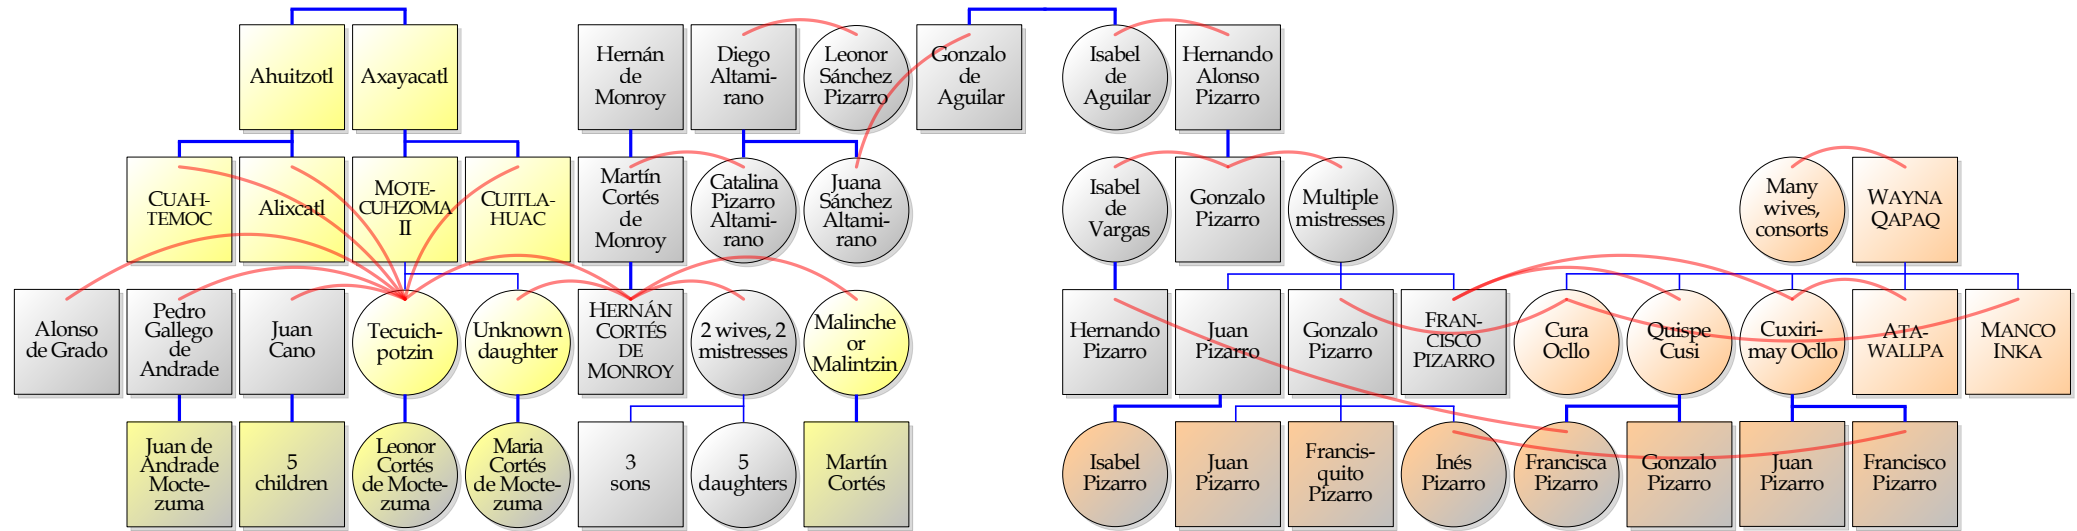 Ahuitzotl
Axayacatl
Hernán
de
Monroy
Diego
Altami-
rano
Leonor
Sánchez
Pizarro
Gonzalo
de
Aguilar
Isabel
de
Aguilar
Hernando
Alonso
Pizarro
CUAH-
TEMOC
Alixcatl
MOTE-
CUHZOMA
II
CUITLA-
HUAC
Martín
Cortés
de
Monroy
Catalina
Pizarro
Altami-
rano
Juana
Sánchez
Altami-
rano
Isabel
de
Vargas
Gonzalo
Pizarro
Multiple
mistresses
Many
wives,
consorts
WAYNA
QAPAQ
Alonso
de Grado
Pedro
Gallego
de
Andrade
Juan
Cano
Tecuich-
potzin
Unknown
daughter
HERNÁN
CORTÉS
DE
MONROY
2 wives, 2
mistresses
Malinche
or
Malintzin
Hernando
Pizarro
Juan
Pizarro
Gonzalo
Pizarro
FRAN-
CISCO
PIZARRO
Cura
Ocllo
Quispe
Cusi
Cuxiri-
may Ocllo
ATA-
WALLPA
MANCO
INKA
Juan de
Andrade
Mocte-
zuma
5
children
Leonor
Cortés
de Mocte-
zuma
Maria
Cortés
de Mocte-
zuma
3
sons
5
daughters
Martín
Cortés
Isabel
Pizarro
Juan
Pizarro
Francis-
quito
Pizarro
Inés
Pizarro
Francisca
Pizarro
Gonzalo
Pizarro
Juan
Pizarro
Francisco
Pizarro